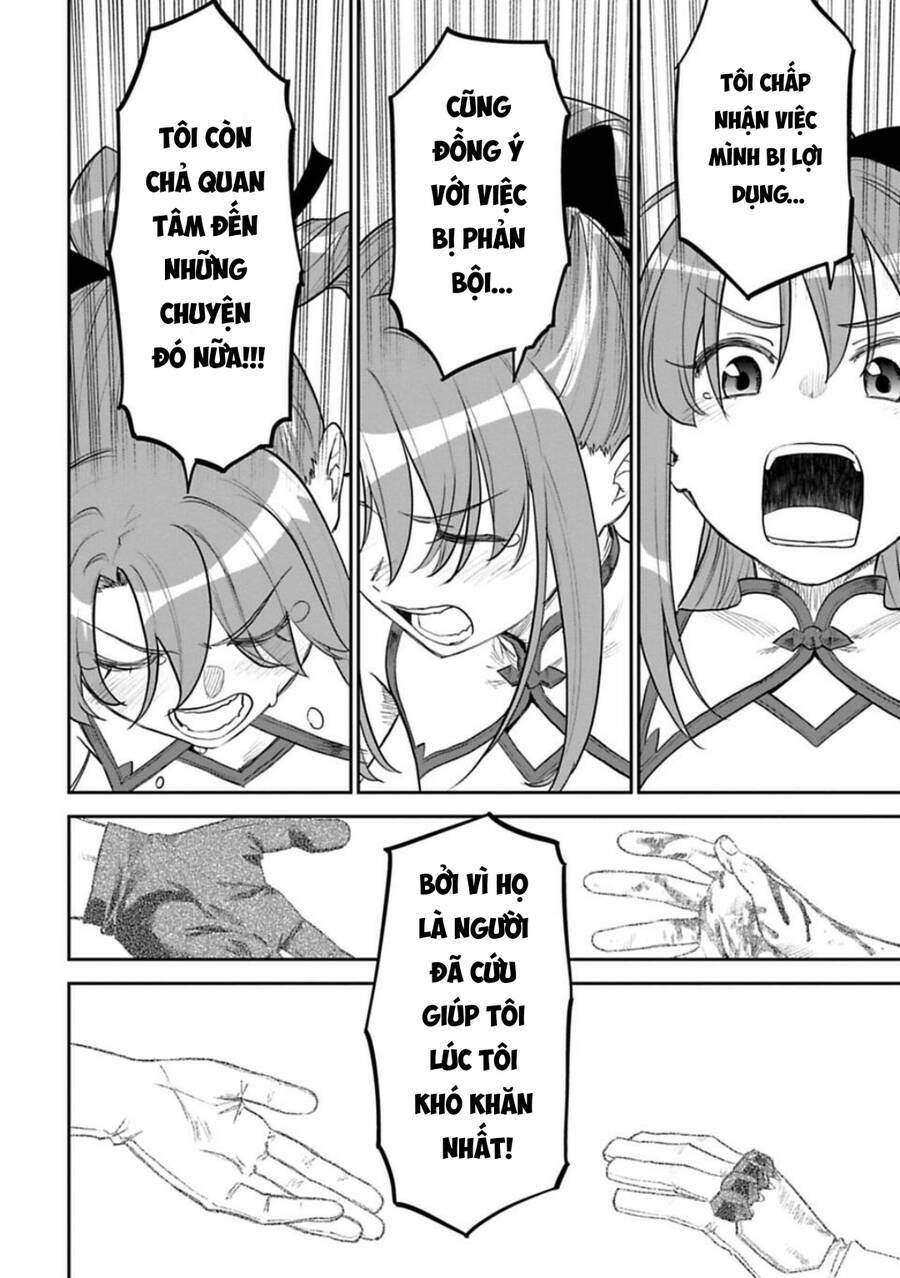 TÔI CHẤP
NHẬN VIỆC
MÌNH BỊ LỢI
DỤNG...
CŨNG
ĐỒNG Ý
VỚI VIỆC
BỊ PHẢN
BỘI...
TÔI CÒN
CHẢ QUAN
TÂM ĐẾN
NHỮNG
CHUYỆN
ĐÓ NỮA!!!
BỞI VÌ HỌ
LÀ NGƯỜI
ĐÃ CỨU
GIÚP TÔI
LÚC TÔI
KHÓ KHĂN
NHẤT!